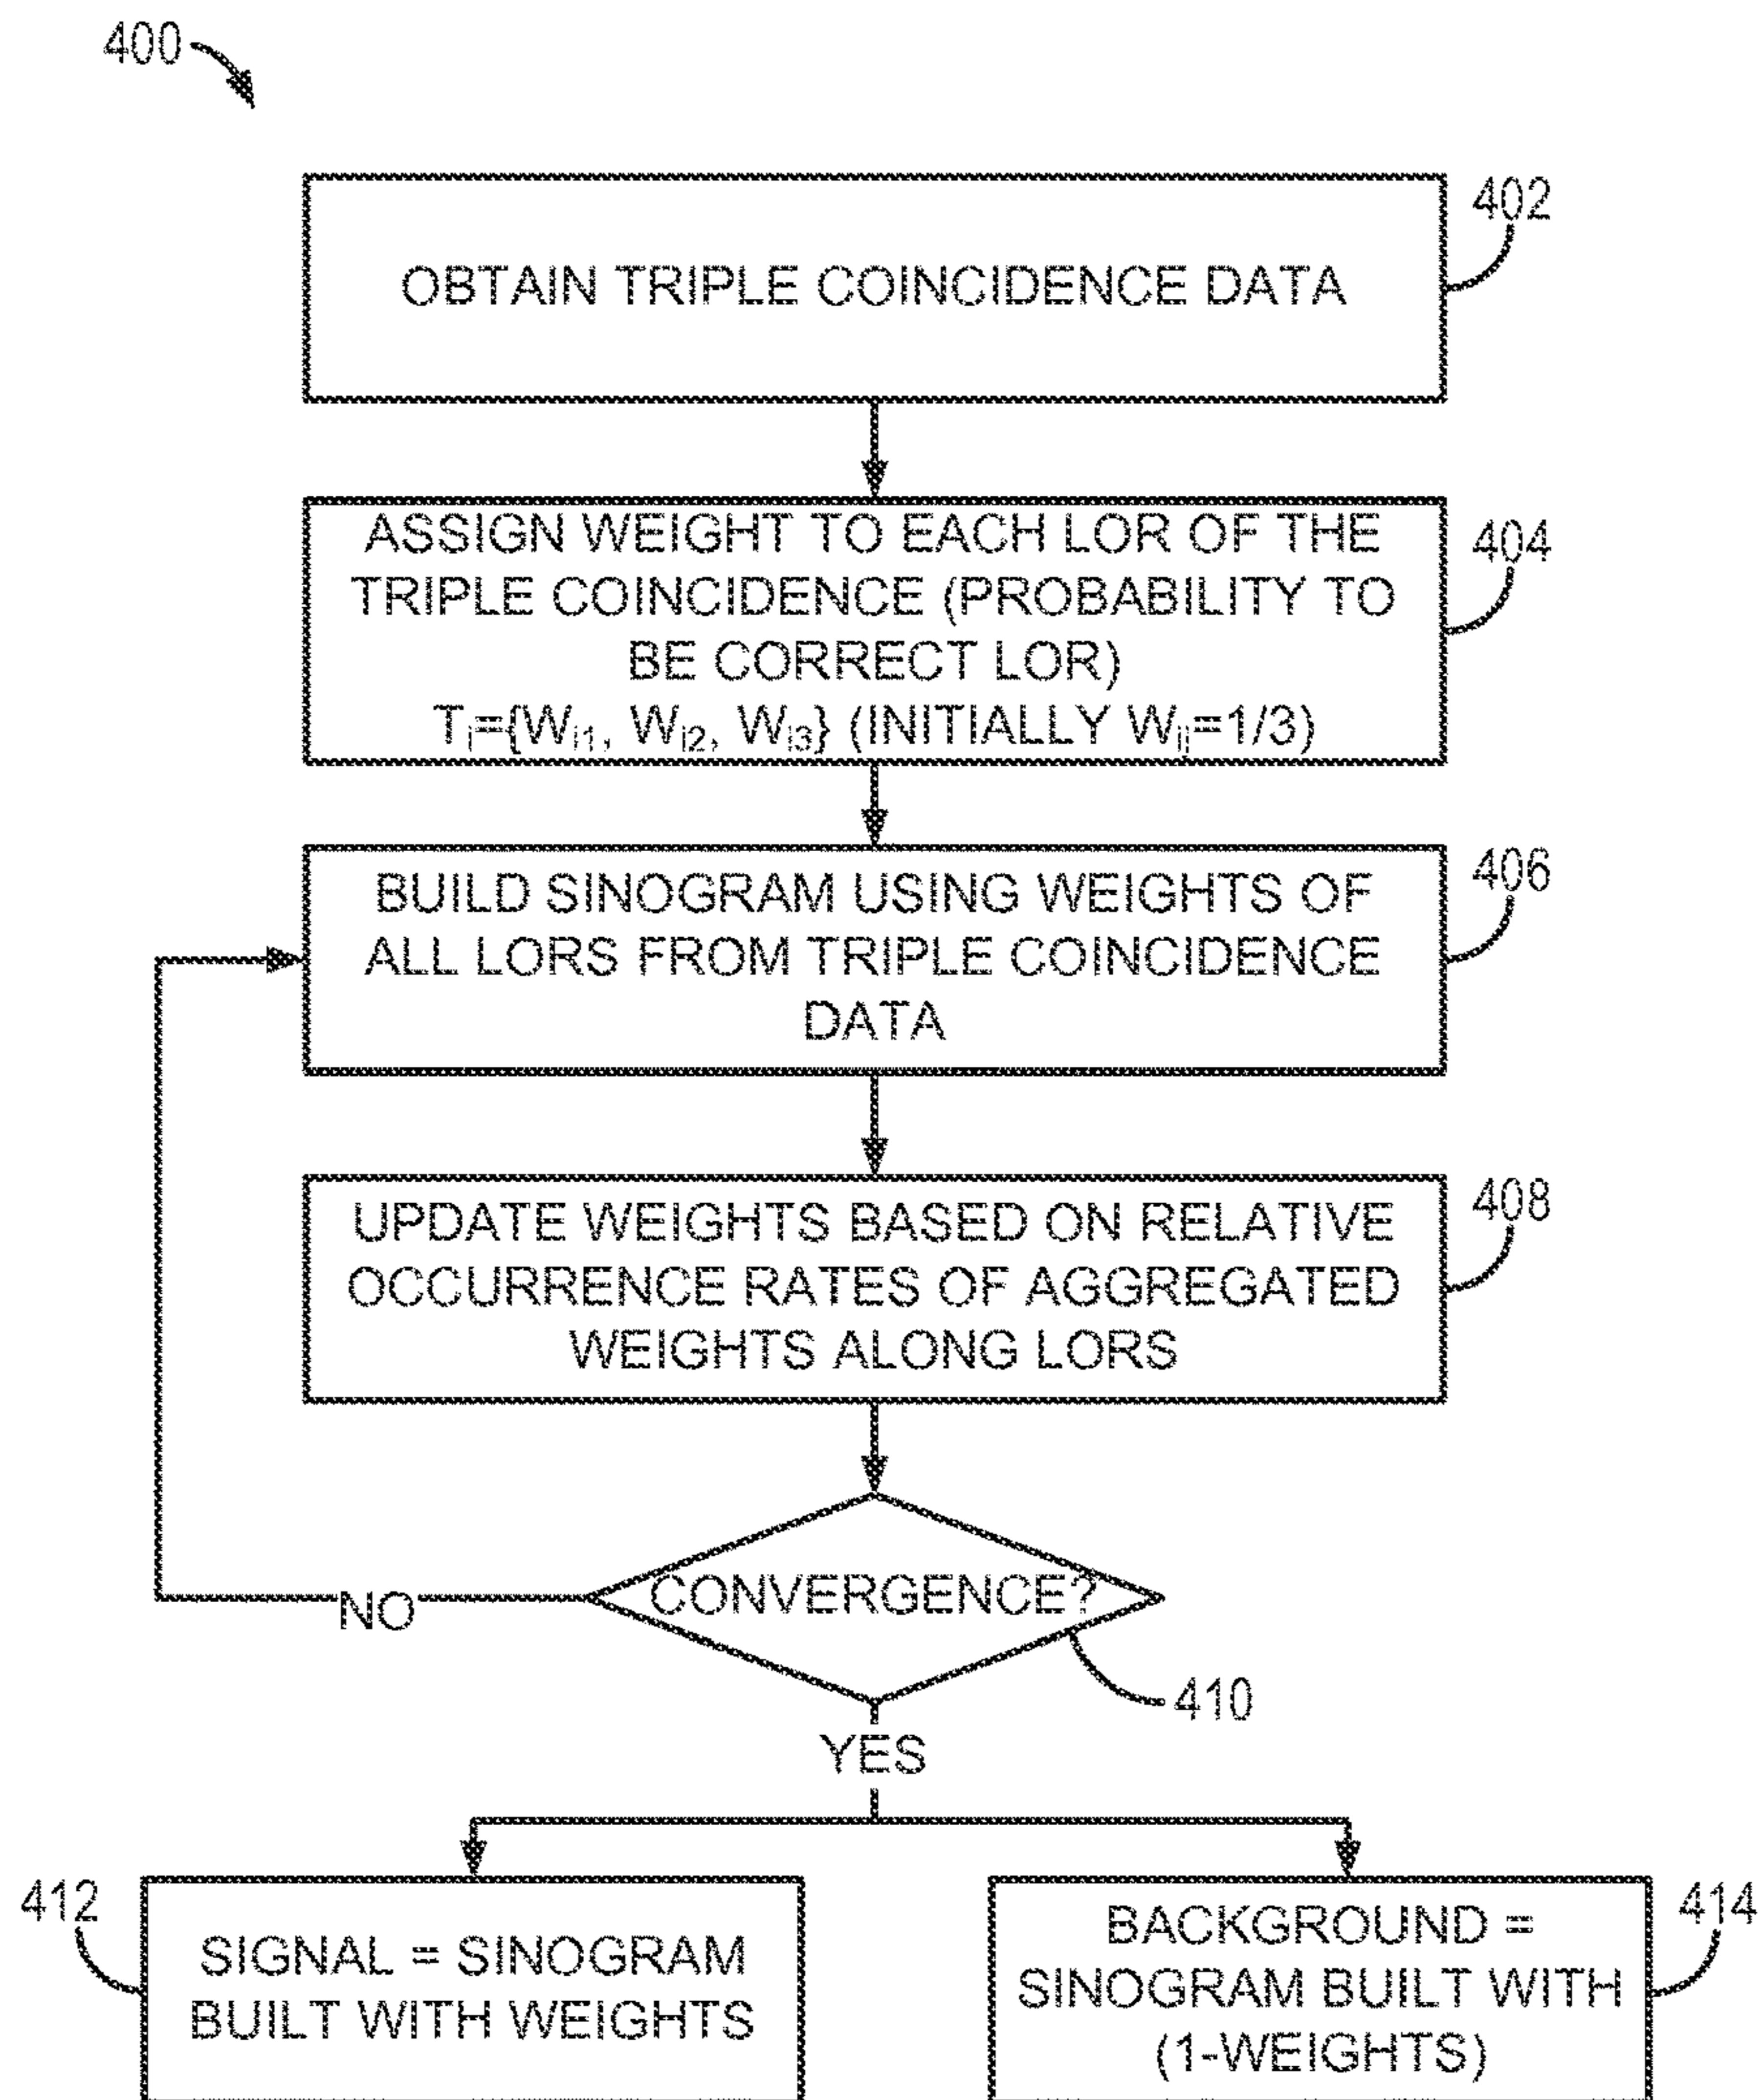 400
402
OBTAIN TRIPLE COINCIDENCE DATA
404
ASSIGN WEIGHT TO EACH LOR OF THE
TRIPLE COINCIDENCE (PROBABILITY TO
BE CORRECT LOR)
Ti={Wi1, Wi2, Wi3} (INITIALLY Wij=1/3)
406
BUILD SINOGRAM USING WEIGHTS OF
ALL LORS FROM TRIPLE COINCIDENCE
DATA
408
UPDATE WEIGHTS BASED ON RELATIVE
OCCURRENCE RATES OF AGGREGATED
WEIGHTS ALONG LORS
CONVERGENCE?
NO
410
YES
412
SIGNAL = SINOGRAM
BUILT WITH WEIGHTS
414
BACKGROUND =
SINOGRAM BUILT WITH
(1-WEIGHTS)